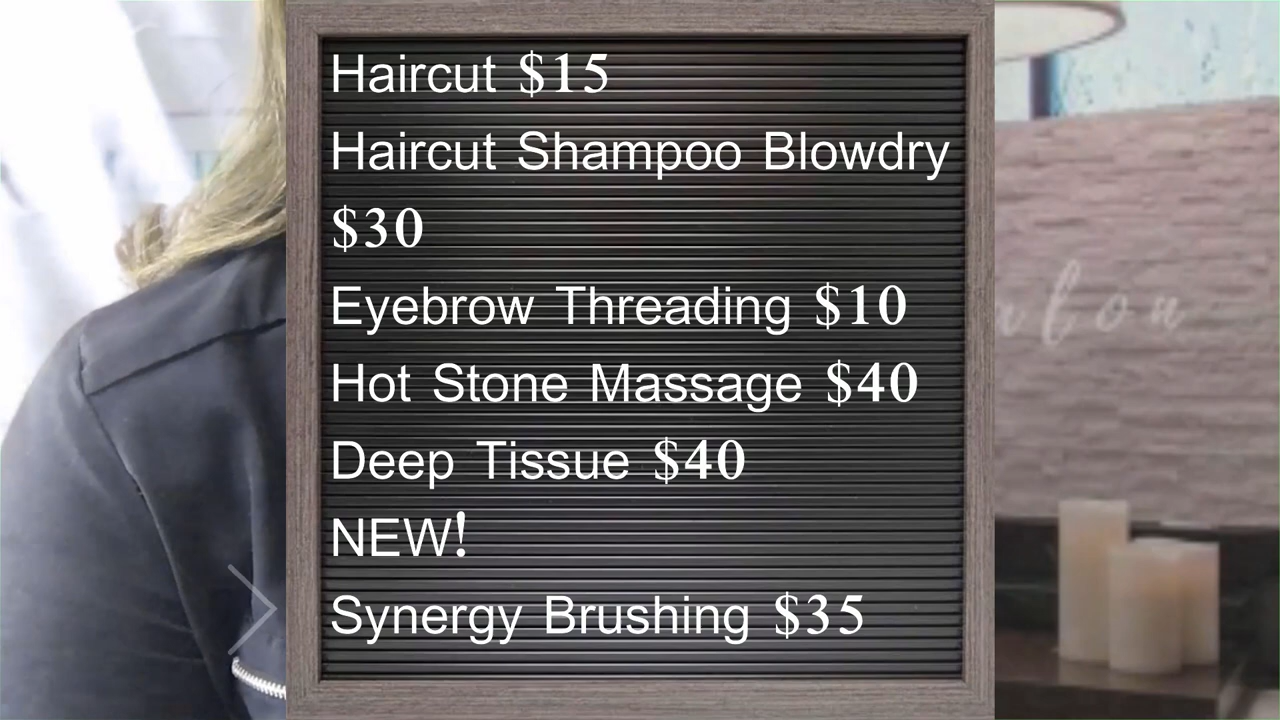 Haircut $15
Haircut Shampoo Blowdry
$30
Eyebrow Threading $10
Hot Stone Massage $40
Deep Tissue $40
NEW!
Synergy Brushing $35